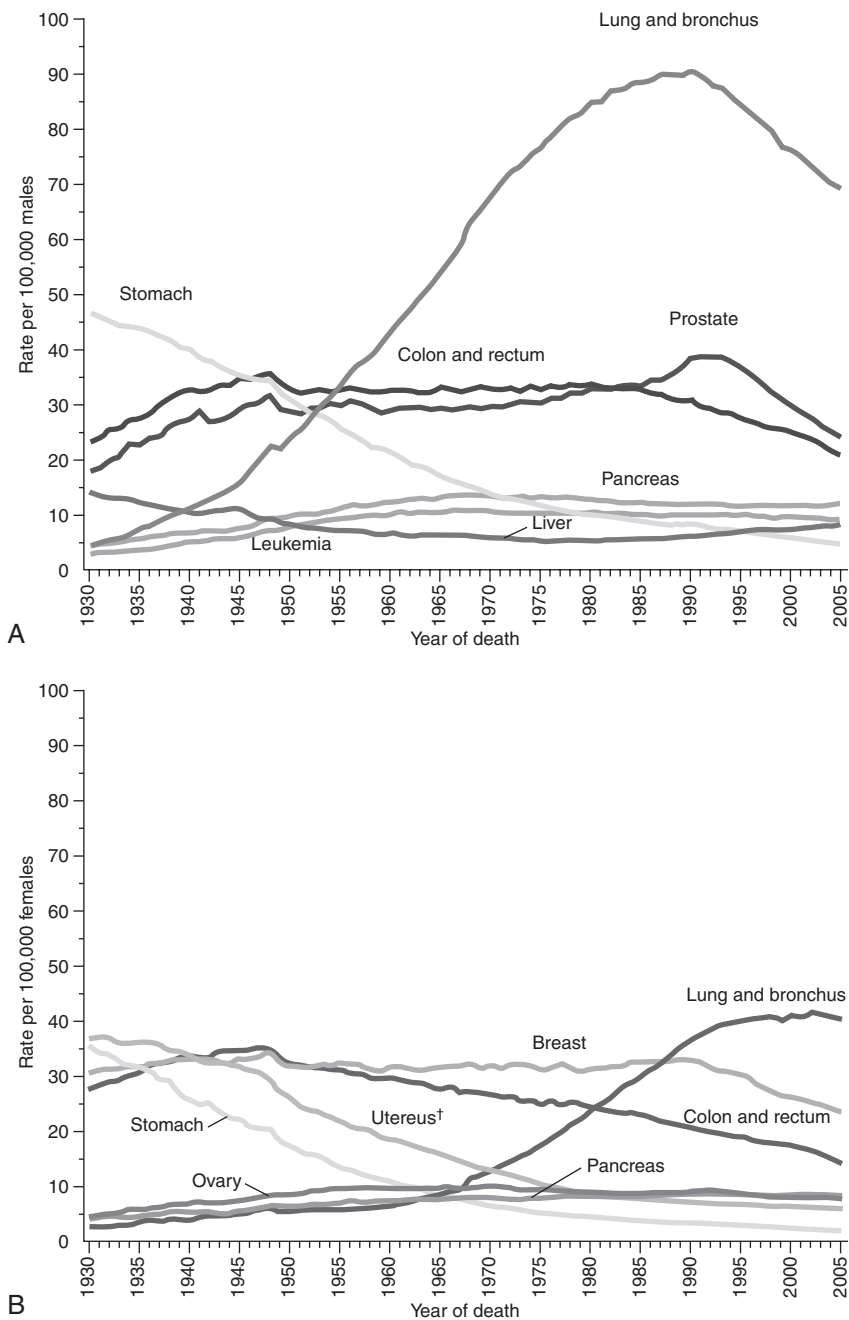 100
90
80
70
60
50
40
30
20
10
0
Rate per 100,000 males
Lung and bronchus
Stomach
Prostate
Colon and rectum
Pancreas
Liver
Leukemia
1930
1935
1940
1945
1950
1955
1960
1965
1970
1975
1980
1985
1990
1995
2000
2005
Year of death
A
100
90
80
70
60
50
40
30
20
10
0
Rate per 100,000 females
Lung and bronchus
Breast
Utereus†
Colon and rectum
Stomach
Pancreas
Ovary
1930
1935
1940
1945
1950
1955
1960
1965
1970
1975
1980
1985
1990
1995
2000
2005
Year of death
B